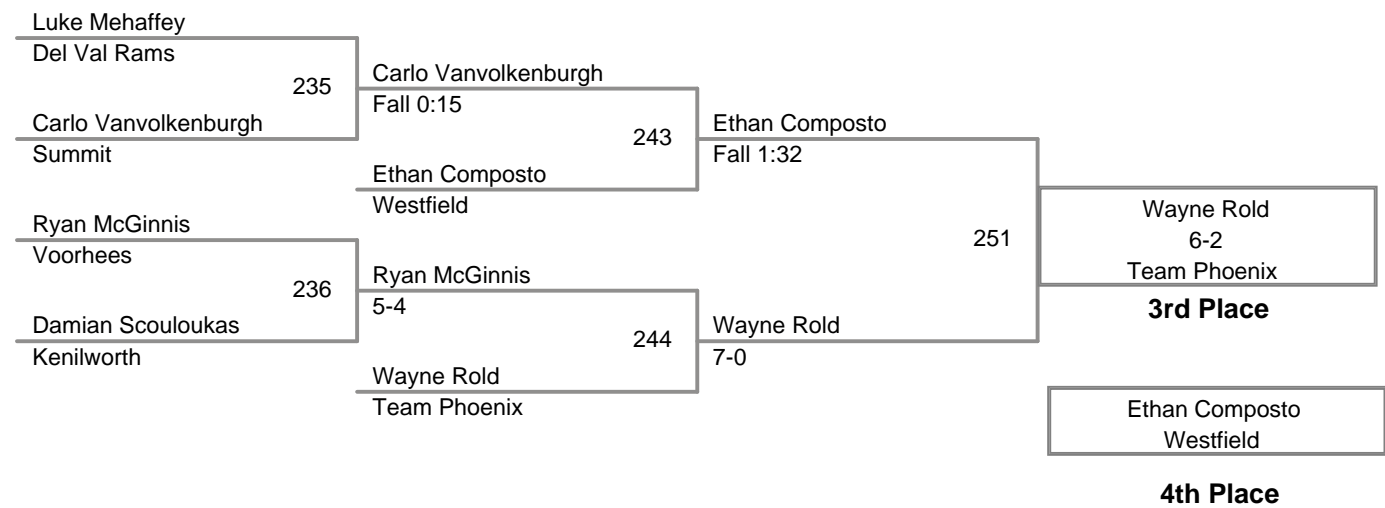 Luke Mehaffey
Del Val Rams
235
Carlo Vanvolkenburgh
Summit
Ryan McGinnis
Voorhees
236
Damian Scouloukas
Kenilworth
Carlo Vanvolkenburgh
Fall 0:15
243
Ethan Composto
Westfield
Ryan McGinnis
5-4
244
Wayne Rold
Team Phoenix
Ethan Composto
Fall 1:32
251
Wayne Rold
7-0
Wayne Rold
6-2
Team Phoenix
3rd Place
Ethan Composto
Westfield
4th Place